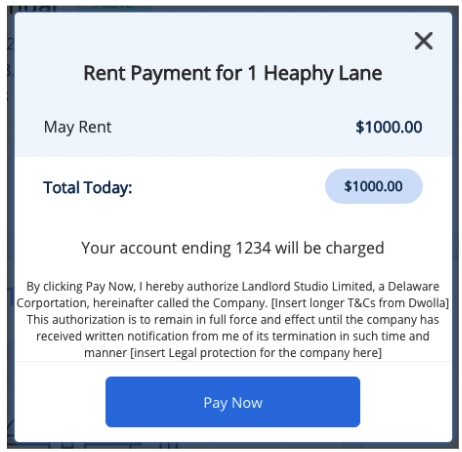 Rent Payment for 1 Heaphy Lane
May Rent $1000.00
Total Today: $1000.00
Your account ending 1234 will be charged
By clicking Pay Now, I hereby authorize Landlord Studio Limited, a Delaware
Corportation, hereinafter called the Company. [Insert longer T&Cs from Dwolla]
This authorization is to remain in full force and effect until the company has
received written notification from me of its termination in such time and
manner [insert Legal protection for the company here]
Pay Now